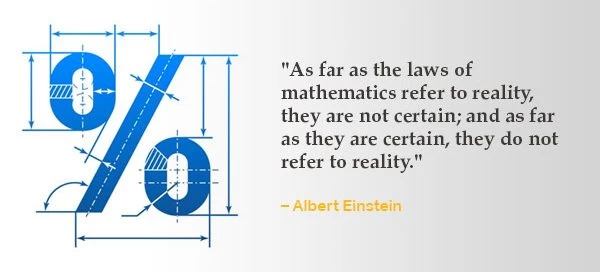 %
"As far as the laws of
mathematics refer to reality,
they are not certain; and as far
as they are certain, they do not
refer to reality."
– Albert Einstein